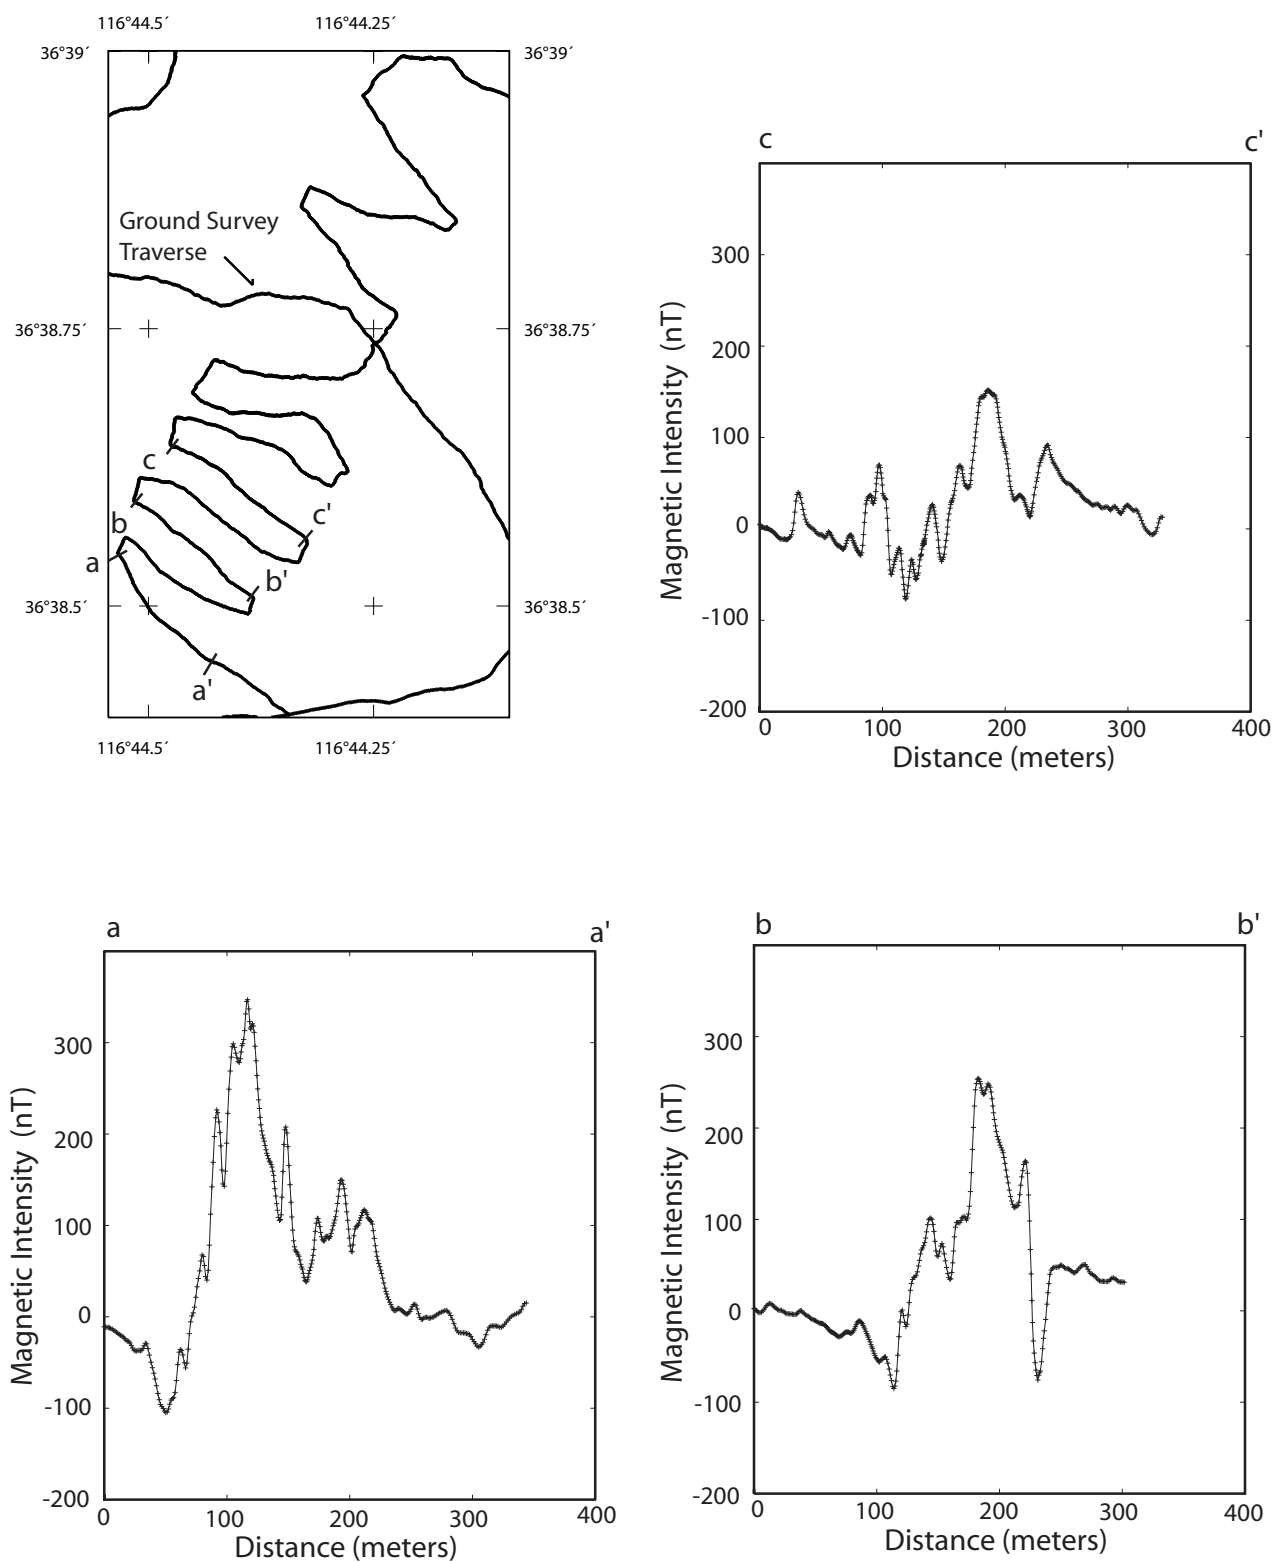 116°44.5´ 116°44.25´
36°39´ 36°39´
Ground Survey
Traverse
36°38.75´ 36°38.75´
c
c'
b
a
b'
36°38.5´ 36°38.5´
a'
116°44.5´ 116°44.25´
c c'
Magnetic Intensity (nT)
300
200
100
0
-100
-200
0 100 200 300 400
Distance (meters)
a a'
Magnetic Intensity (nT)
300
200
100
0
-100
-200
0 100 200 300 400
Distance (meters)
b b'
Magnetic Intensity (nT)
300
200
100
0
-100
-200
0 100 200 300 400
Distance (meters)